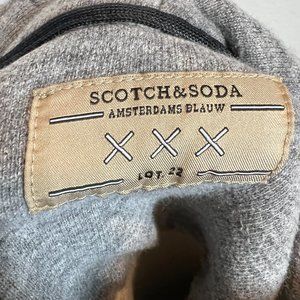 SCOTCH&SODA
AMSTERDAMS BLAUW
XXX
LOT. 22